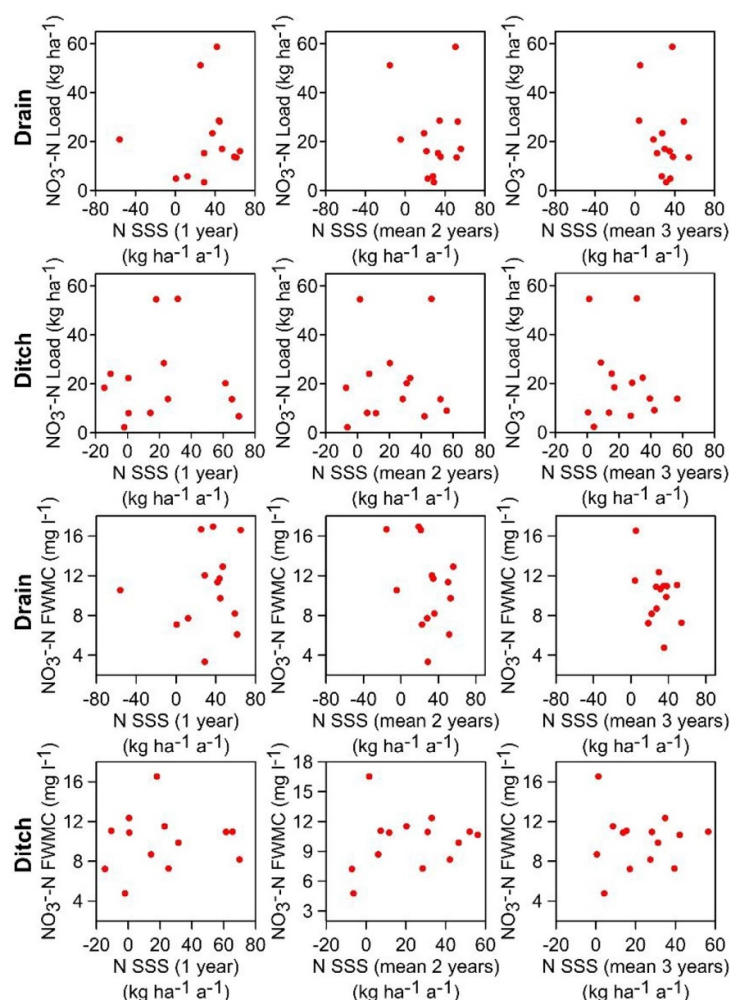 Drain
NO₃⁻-N Load (kg ha⁻¹)
60
40
20
0
-80 -40 0 40 80
N SSS (1 year)
(kg ha⁻¹ a⁻¹)
NO₃⁻-N Load (kg ha⁻¹)
60
40
20
0
-80 -40 0 40 80
N SSS (mean 2 years)
(kg ha⁻¹ a⁻¹)
NO₃⁻-N Load (kg ha⁻¹)
60
40
20
0
-80 -40 0 40 80
N SSS (mean 3 years)
(kg ha⁻¹ a⁻¹)
Ditch
NO₃⁻-N Load (kg ha⁻¹)
60
40
20
0
-20 0 20 40 60 80
N SSS (1 year)
(kg ha⁻¹ a⁻¹)
NO₃⁻-N Load (kg ha⁻¹)
60
40
20
0
-20 0 20 40 60 80
N SSS (mean 2 years)
(kg ha⁻¹ a⁻¹)
NO₃⁻-N Load (kg ha⁻¹)
60
40
20
0
-20 0 20 40 60 80
N SSS (mean 3 years)
(kg ha⁻¹ a⁻¹)
Drain
NO₃⁻-N FWMC (mg l⁻¹)
16
12
8
4
-80 -40 0 40 80
N SSS (1 year)
(kg ha⁻¹ a⁻¹)
NO₃⁻-N FWMC (mg l⁻¹)
16
12
8
4
-80 -40 0 40 80
N SSS (mean 2 years)
(kg ha⁻¹ a⁻¹)
NO₃⁻-N FWMC (mg l⁻¹)
16
12
8
4
-80 -40 0 40 80
N SSS (mean 3 years)
(kg ha⁻¹ a⁻¹)
Ditch
NO₃⁻-N FWMC (mg l⁻¹)
16
12
8
4
-20 0 20 40 60 80
N SSS (1 year)
(kg ha⁻¹ a⁻¹)
NO₃⁻-N FWMC (mg l⁻¹)
18
15
12
9
6
3
-20 0 20 40 60
N SSS (mean 2 years)
(kg ha⁻¹ a⁻¹)
NO₃⁻-N FWMC (mg l⁻¹)
16
12
8
4
-20 0 20 40 60
N SSS (mean 3 years)
(kg ha⁻¹ a⁻¹)